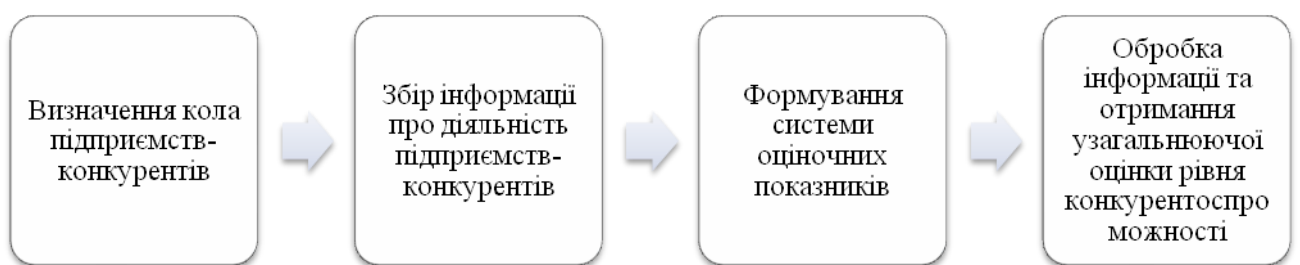 Визначення кола
підприємств-
конкурентів
Збір інформації
про діяльність
підприємств-
конкурентів
Формування
системи
оціночних
показників
Обробка
інформації та
отримання
узагальнюючої
оцінки рівня
конкурентоспро
можності